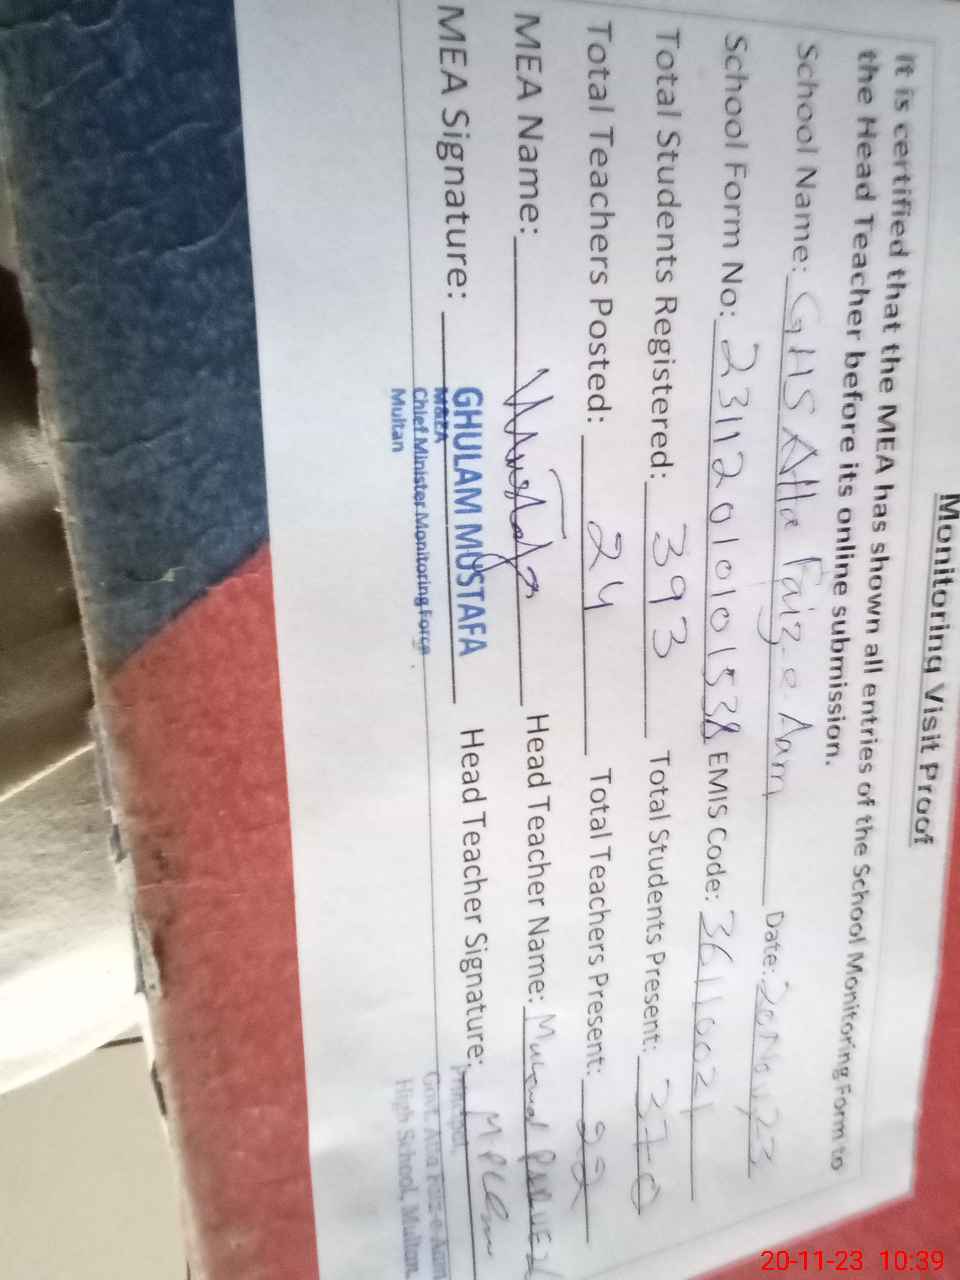 Monitoring Visit Proof
It is certified that the MEA has shown all entries of the School Monitoring Form to
the Head Teacher before its online submission.
School Name: GHS Atta Faiz-e Aam Date: 20 Nov, 23
School Form No: 2311201010153 EMIS Code: 36110021
Total Students Registered: 393 Total Students Present: 370
Total Teachers Posted: 24 Total Teachers Present: 22
MEA Name: Mustafa Head Teacher Name: PARVEZ
MEA Signature: Head Teacher Signature:
GHULAM MUSTAFA
M&EA
Chief Minister Monitoring Force
Multan
Principal,
Govt. Atta Faiz-e-Aam
High School, Multan.
20-11-23 10:39